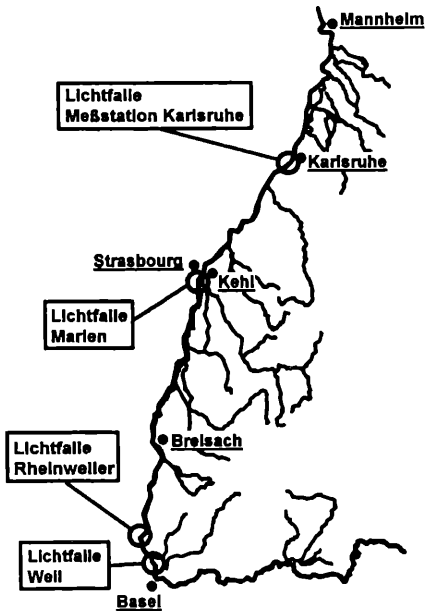 Mannheim
Lichtfalle
Meßstation Karlsruhe
Karlsruhe
Strasbourg
Kehl
Lichtfalle
Marlen
Breisach
Lichtfalle
Rheinweiler
Lichtfalle
Weil
Basel